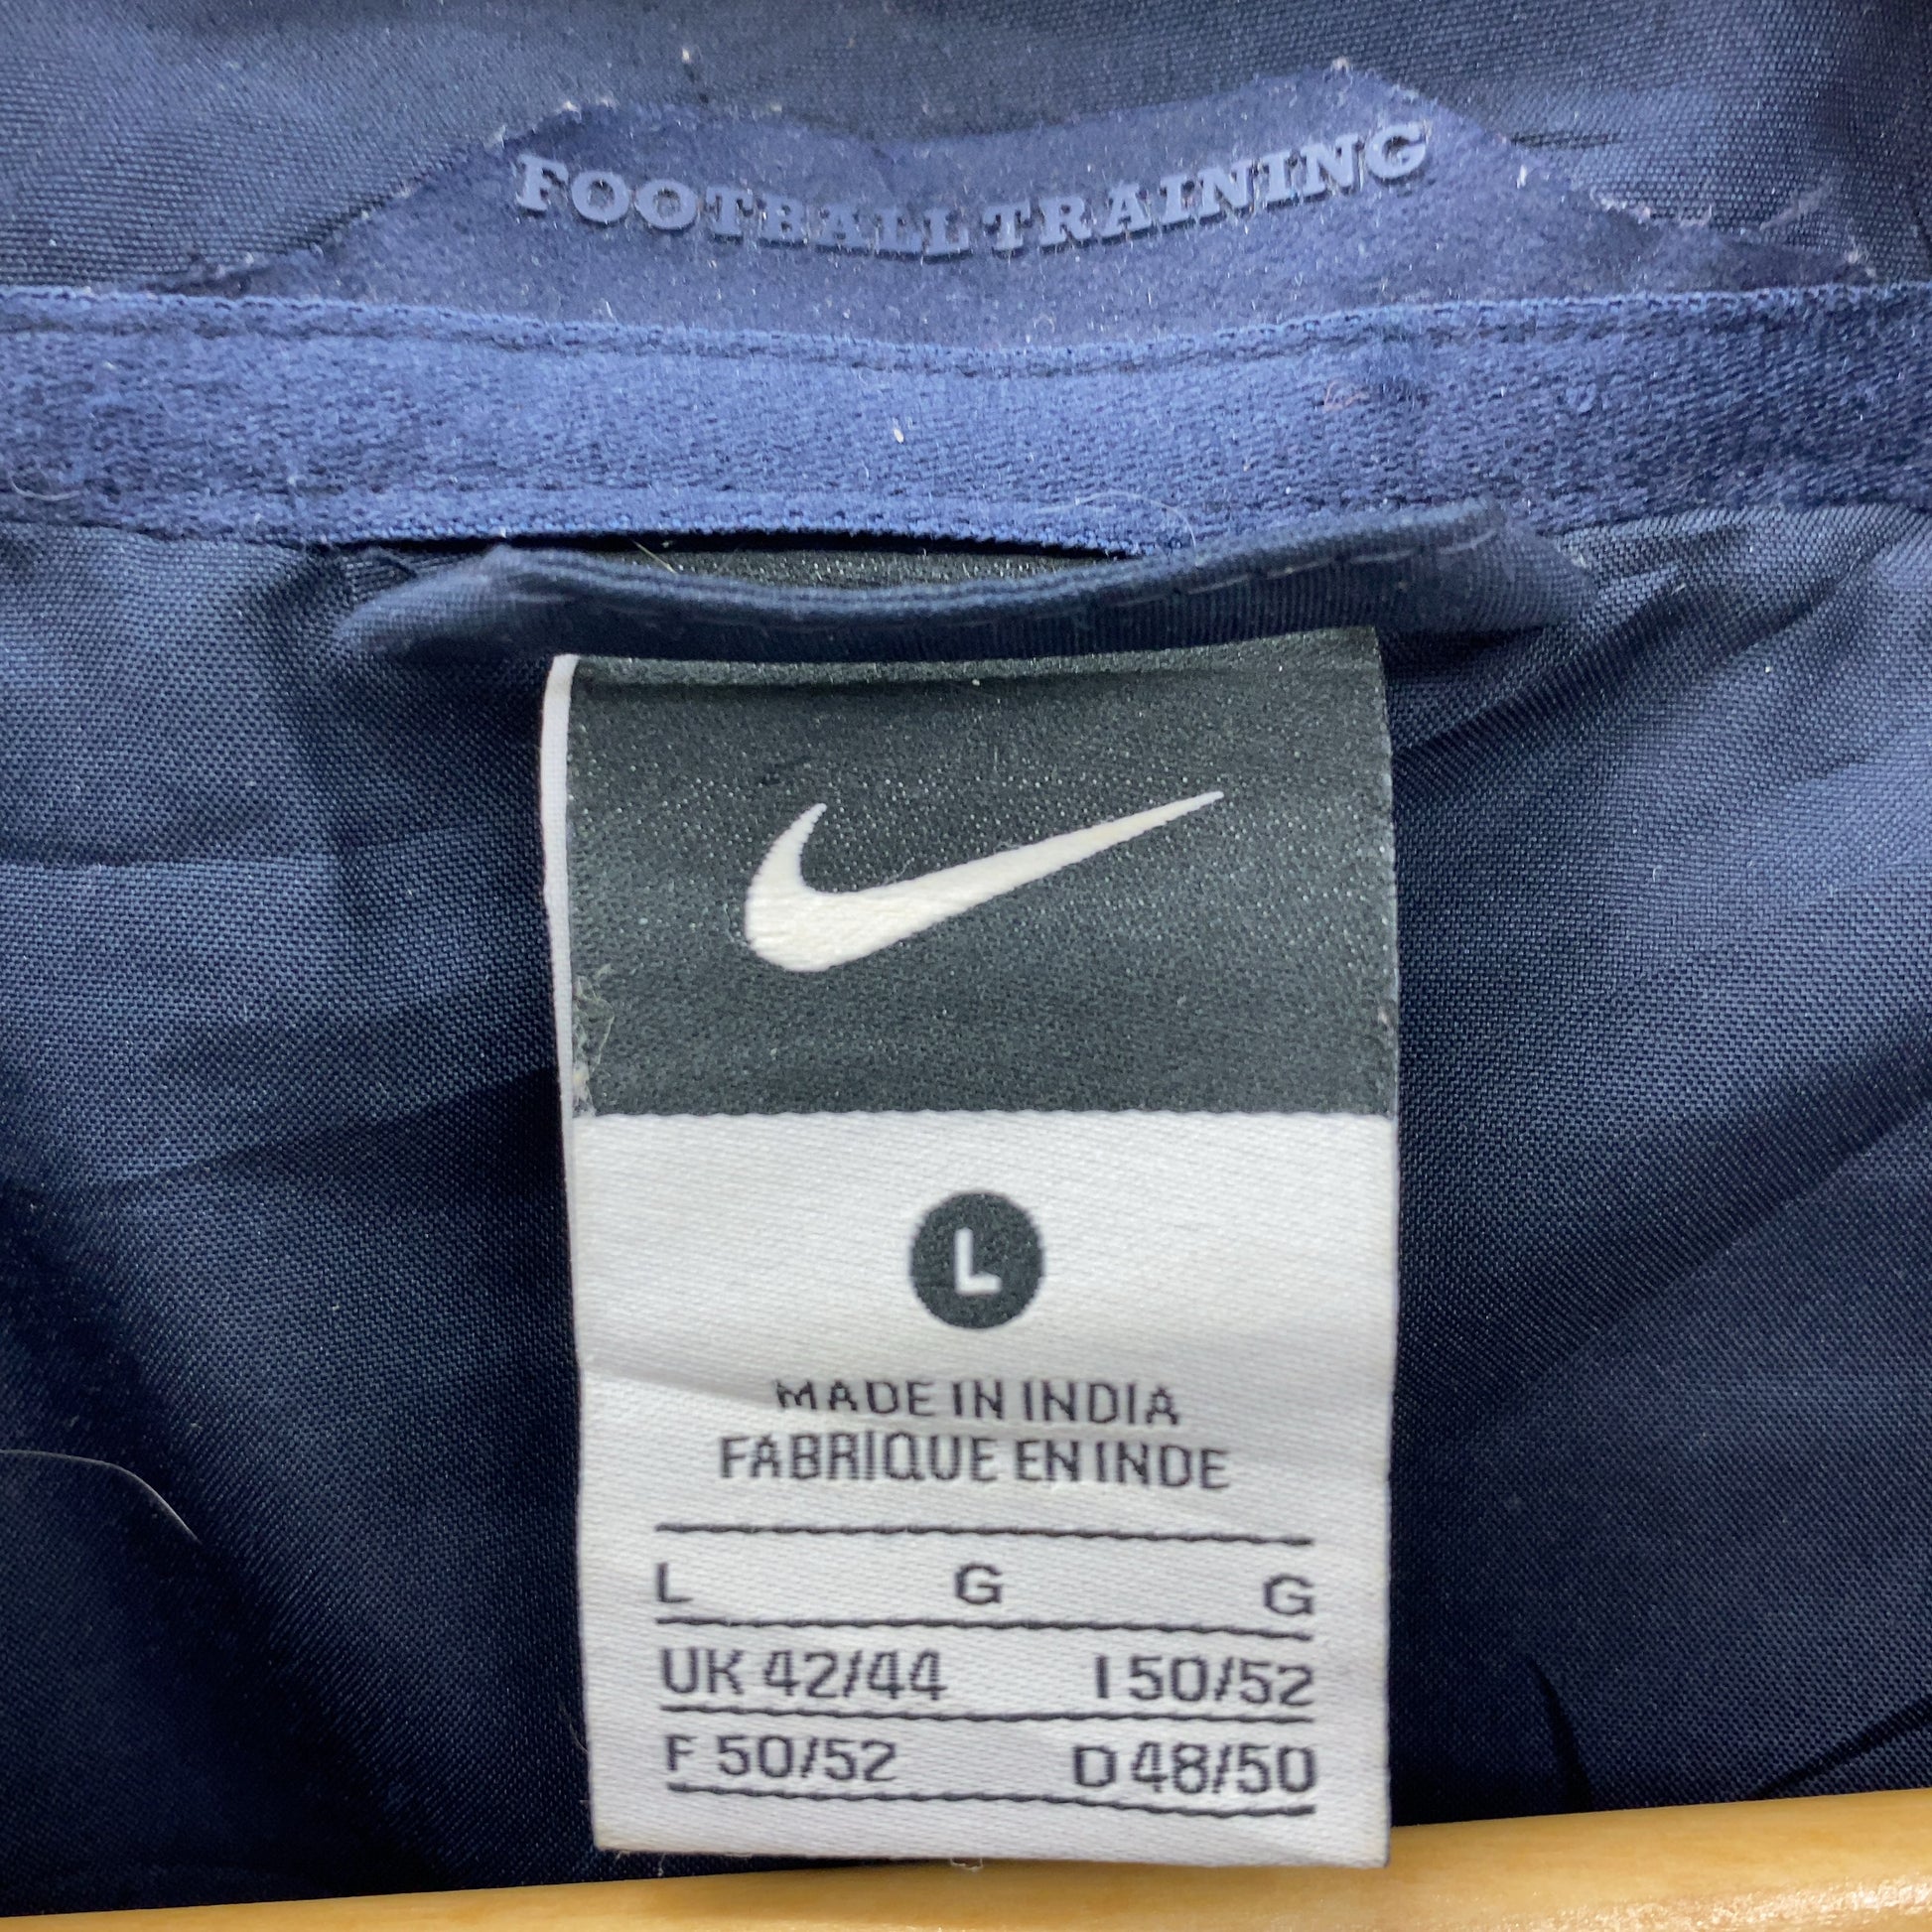 FOOTBALL TRAINING
L
MADE IN INDIA
FABRIQUE EN INDE
L G G
UK 42/44 I 50/52
F 50/52 D 48/50